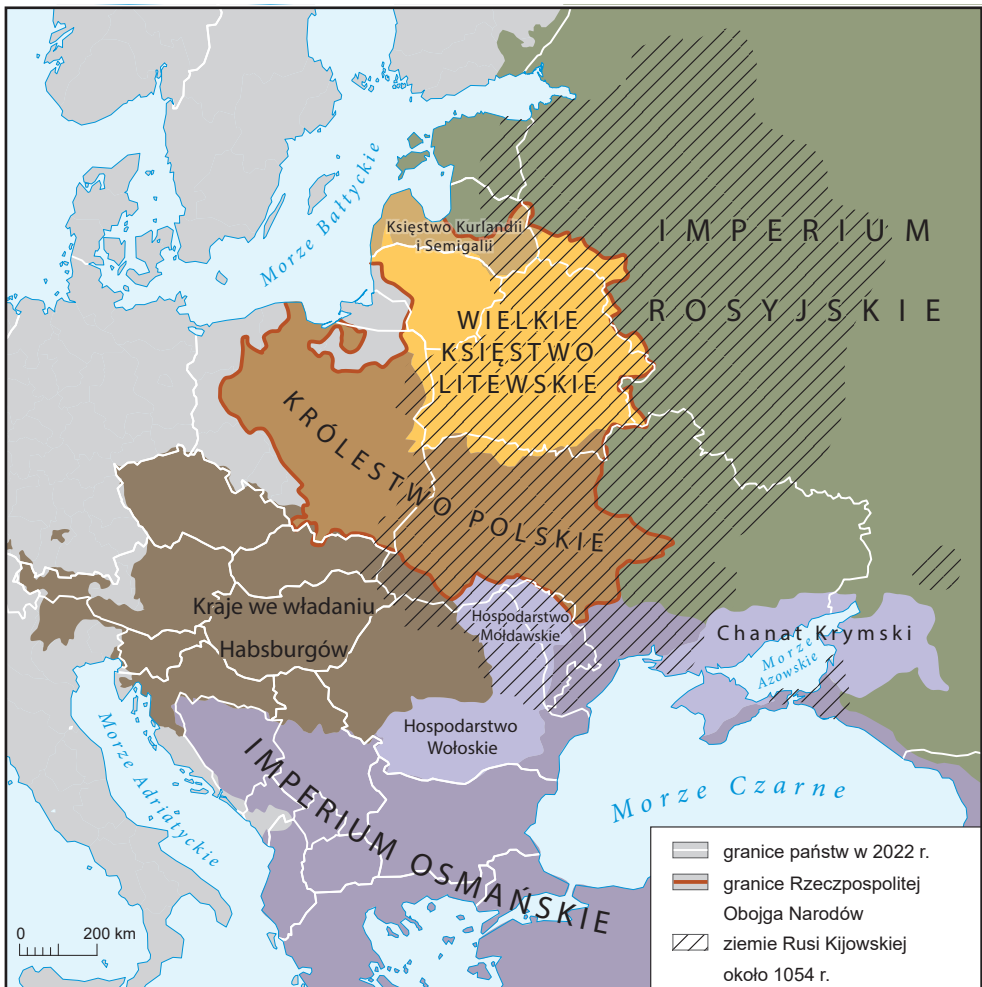 Morze Bałtyckie
Księstwo Kurlandii
i Semigalii
IMPERIUM
ROSYJSKIE
WIELKIE
KSIĘSTWO
LITEWSKIE
KRÓLESTWO POLSKIE
Kraje we władaniu
Habsburgów
Hospodarstwo
Mołdawskie
Chanat Krymski
Morze
Azowskie
Hospodarstwo
Wołoskie
Morze Adriatyckie
IMPERIUM OSMAŃSKIE
Morze Czarne
granice państw w 2022 r.
granice Rzeczpospolitej
Obojga Narodów
ziemie Rusi Kijowskiej
około 1054 r.
0 200 km